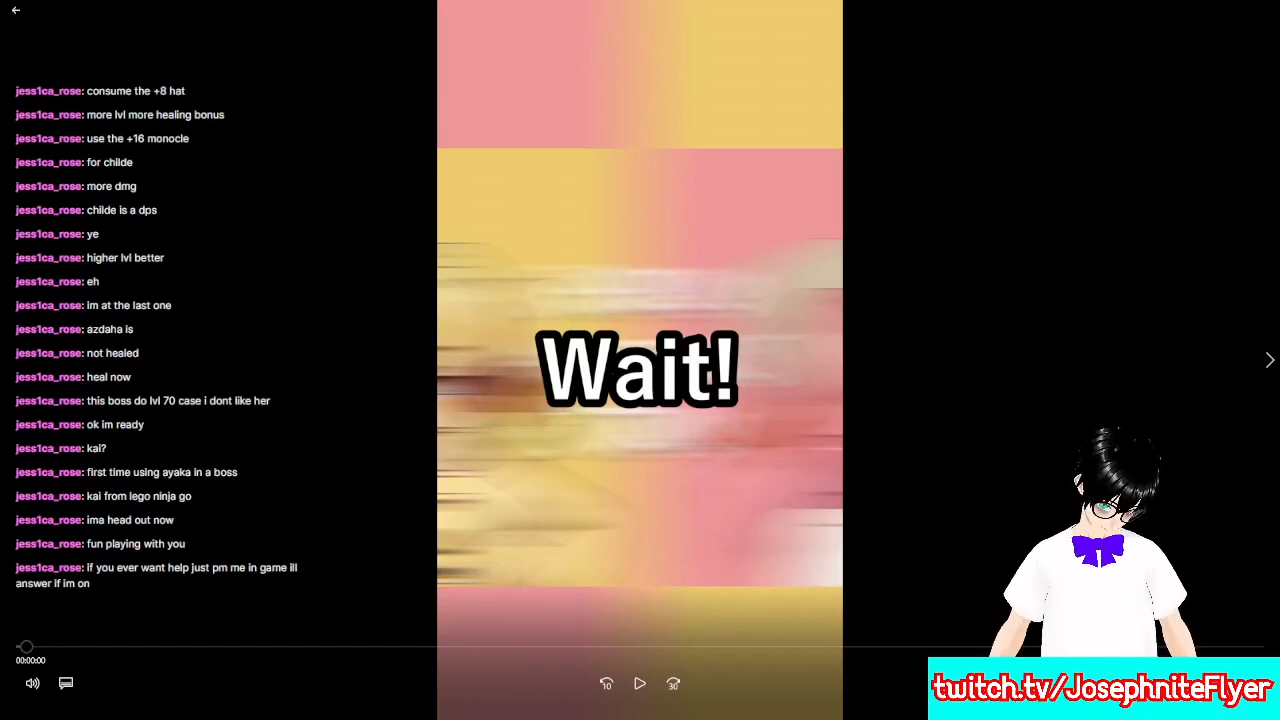 jess1ca_rose: consume the +8 hat
jess1ca_rose: more lvl more healing bonus
jess1ca_rose: use the +16 monocle
jess1ca_rose: for childe
jess1ca_rose: more dmg
jess1ca_rose: childe is a dps
jess1ca_rose: ye
jess1ca_rose: higher lvl better
jess1ca_rose: eh
jess1ca_rose: im at the last one
jess1ca_rose: azdaha is
jess1ca_rose: not healed
jess1ca_rose: heal now
jess1ca_rose: this boss do lvl 70 case i dont like her
jess1ca_rose: ok im ready
jess1ca_rose: kai?
jess1ca_rose: first time using ayaka in a boss
jess1ca_rose: kai from lego ninja go
jess1ca_rose: ima head out now
jess1ca_rose: fun playing with you
jess1ca_rose: if you ever want help just pm me in game ill
answer if im on
Wait!
00:00:00
10
30
twitch.tv/JosephniteFlyer